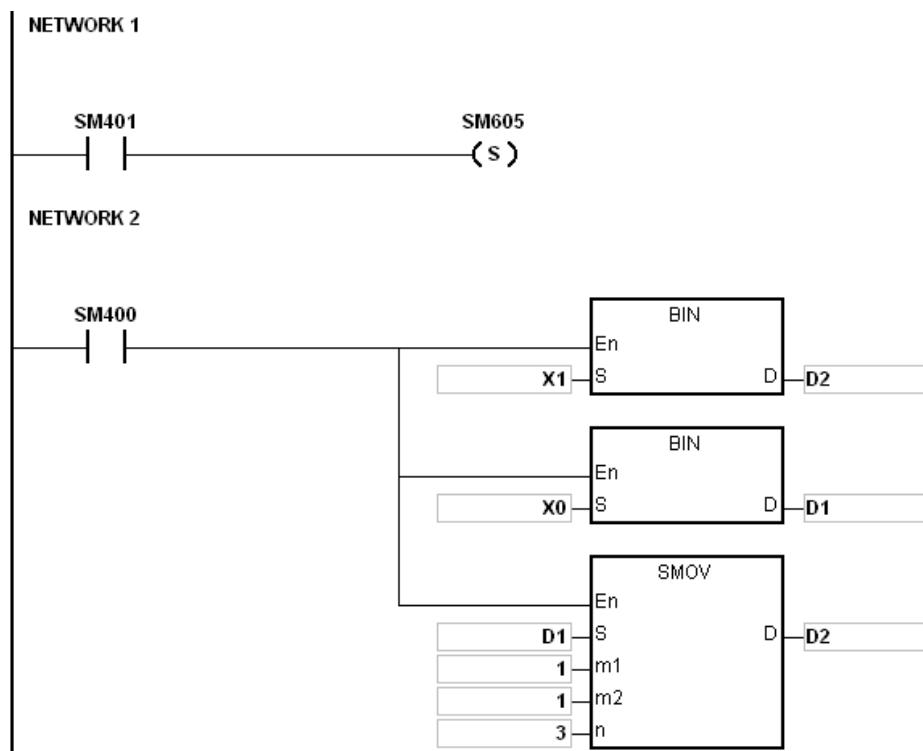 NETWORK 1
SM401
SM605
S
NETWORK 2
SM400
BIN
En
X1 S D D2
BIN
En
X0 S D D1
SMOV
En
D1 S D D2
1 m1
1 m2
3 n